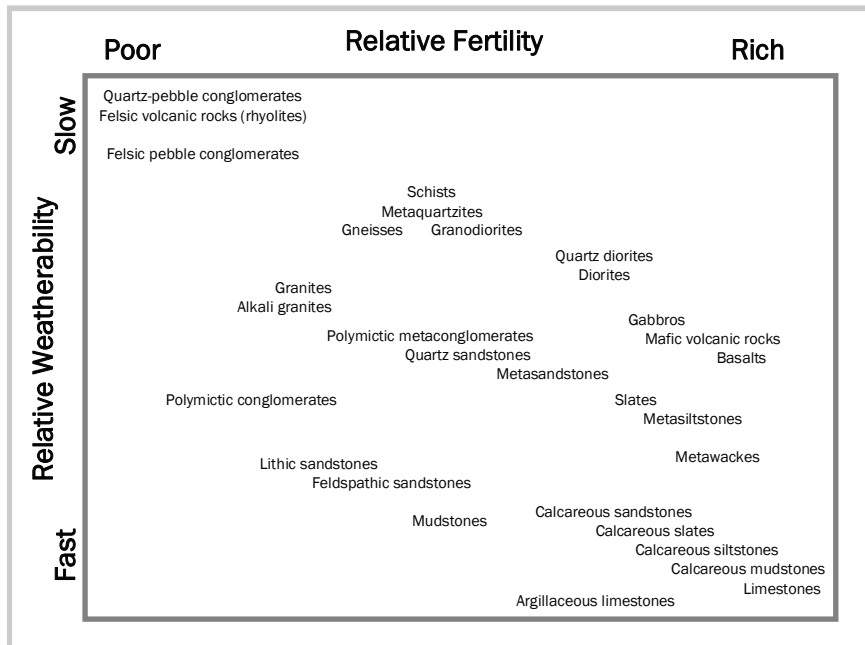 Relative Fertility
Poor
Rich
Relative Weatherability
Slow
Fast
Quartz-pebble conglomerates
Felsic volcanic rocks (rhyolites)
Felsic pebble conglomerates
Schists
Metaquartzites
Gneisses
Granodiorites
Quartz diorites
Diorites
Granites
Alkali granites
Gabbros
Polymictic metaconglomerates
Mafic volcanic rocks
Quartz sandstones
Basalts
Metasandstones
Polymictic conglomerates
Slates
Metasiltstones
Metawackes
Lithic sandstones
Feldspathic sandstones
Calcareous sandstones
Mudstones
Calcareous slates
Calcareous siltstones
Calcareous mudstones
Limestones
Argillaceous limestones